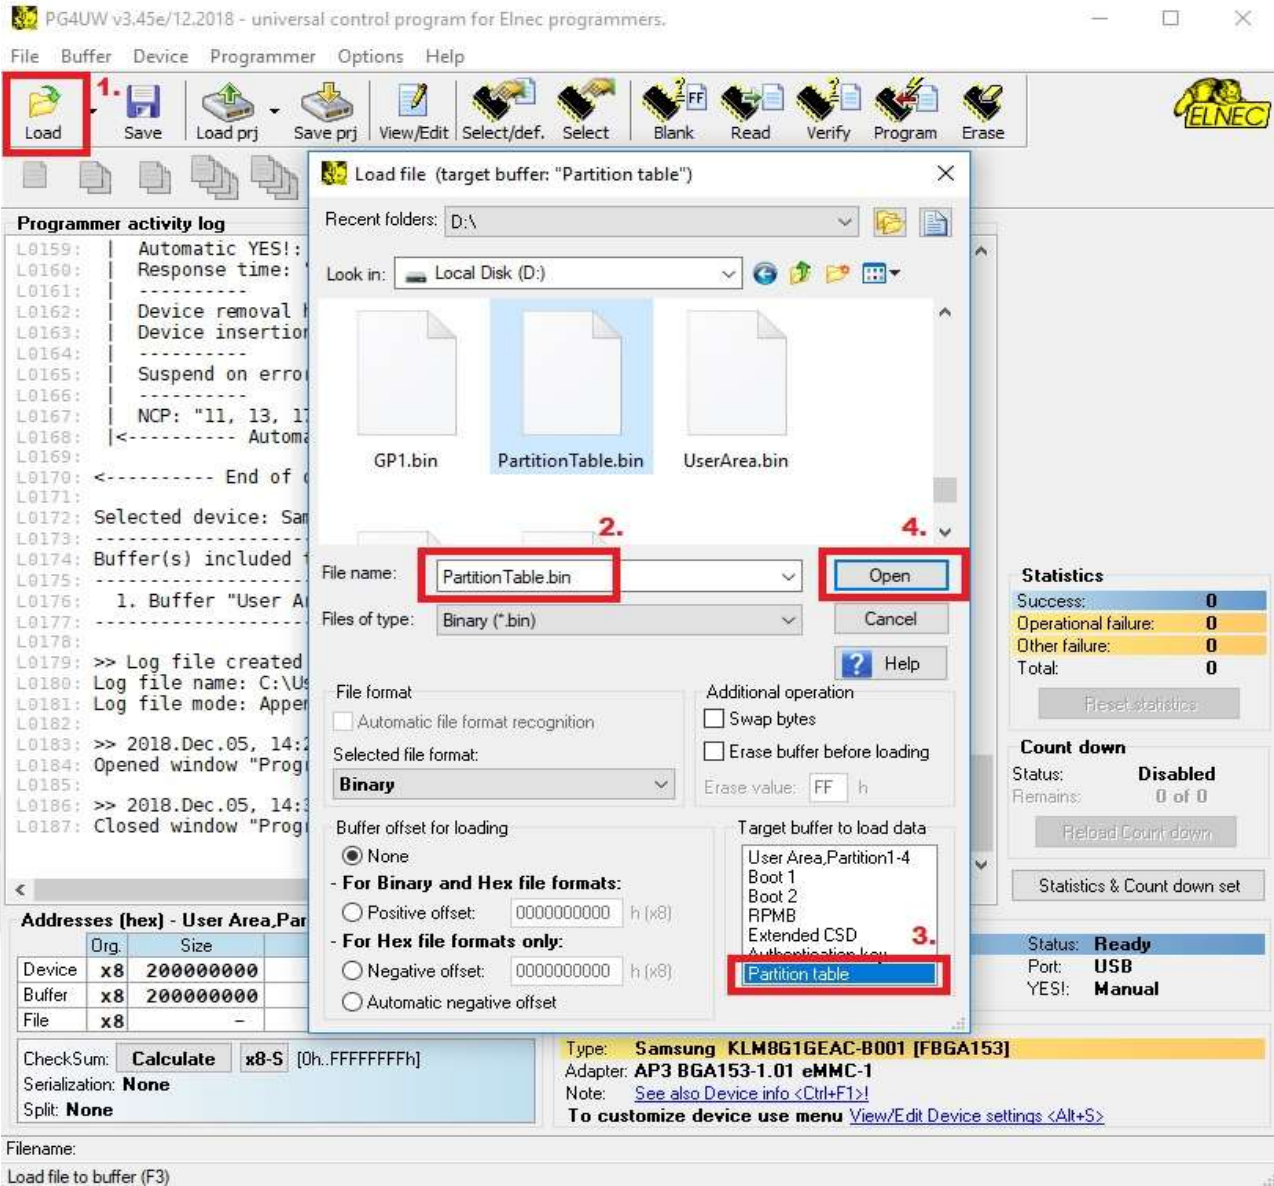 PG4UW v3.45e/12.2018 - universal control program for Elnec programmers.
File Buffer Device Programmer Options Help
1.
Load Save Load prj Save prj View/Edit Select/def. Select Blank Read Verify Program Erase
FF
ELNEC
Load file (target buffer: "Partition table")
Recent folders: D:\
Look in: Local Disk (D:)
GP1.bin PartitionTable.bin UserArea.bin
2. 4.
File name: PartitionTable.bin Open
Files of type: Binary (*.bin) Cancel
? Help
File format
Automatic file format recognition
Selected file format:
Binary
Additional operation
Swap bytes
Erase buffer before loading
Erase value: FF h
Buffer offset for loading
None
- For Binary and Hex file formats:
Positive offset: 0000000000 h (x8)
- For Hex file formats only:
Negative offset: 0000000000 h (x8)
Automatic negative offset
Target buffer to load data
User Area,Partition1-4
Boot 1
Boot 2
RPMB
Extended CSD
3.
Authentication key
Partition table
Programmer activity log
L0159: | Automatic YES!:
L0160: | Response time:
L0161: | ----------
L0162: | Device removal
L0163: | Device insertion
L0164: | ----------
L0165: | Suspend on error
L0166: | ----------
L0167: | NCP: "11, 13, 17
L0168: |<---------- Automa
L0169:
L0170: <---------- End of
L0171:
L0172: Selected device: Sam
L0173: --------------------
L0174: Buffer(s) included
L0175: --------------------
L0176: 1. Buffer "User Ar
L0177: --------------------
L0178:
L0179: >> Log file created
L0180: Log file name: C:\Us
L0181: Log file mode: Appen
L0182:
L0183: >> 2018.Dec.05, 14:2
L0184: Opened window "Progr
L0185:
L0186: >> 2018.Dec.05, 14:3
L0187: Closed window "Progr
Statistics
Success: 0
Operational failure: 0
Other failure: 0
Total: 0
Reset statistics
Count down
Status: Disabled
Remains: 0 of 0
Reload Count down
Statistics & Count down set
Addresses (hex) - User Area,Par
Org. Size
Device x8 200000000
Buffer x8 200000000
File x8 -
Status: Ready
Port: USB
YES!: Manual
CheckSum: Calculate x8-S [0h..FFFFFFFFh]
Serialization: None
Split: None
Type: Samsung KLM8G1GEAC-B001 [FBGA153]
Adapter: AP3 BGA153-1.01 eMMC-1
Note: See also Device info <Ctrl+F1>!
To customize device use menu View/Edit Device settings <Alt+S>
Filename:
Load file to buffer (F3)